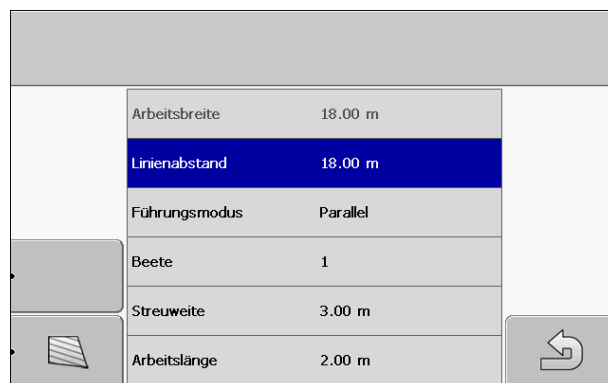 Arbeitsbreite 18.00 m
Linienabstand 18.00 m
Führungsmodus Parallel
Beete 1
Streuweite 3.00 m
Arbeitslänge 2.00 m